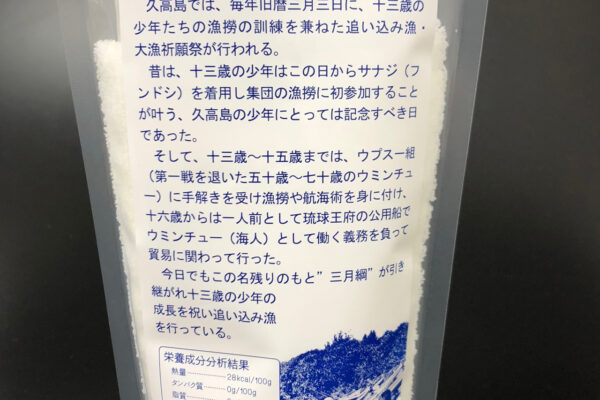 久高島では、毎年旧暦三月三日に、十三歳の
少年たちの漁撈の訓練を兼ねた追い込み漁・
大漁祈願祭が行われる。
昔は、十三歳の少年はこの日からサナジ（フ
ンドシ）を着用し集団の漁撈に初参加すること
が叶う、久高島の少年にとっては記念すべき日
であった。
そして、十三歳〜十五歳までは、ウプスー組
（第一戦を退いた五十歳〜七十歳のウミンチュ
ー）に手解きを受け漁撈や航海術を身に付け、
十六歳からは一人前として琉球王府の公用船で
ウミンチュー（海人）として働く義務を負って
貿易に関わって行った。
今日でもこの名残りのもと”三月綱”が引き
継がれ十三歳の少年の
成長を祝い追い込み漁
を行っている。
栄養成分分析結果
熱量 28kcal/100g
タンパク質 0g/100g
脂質